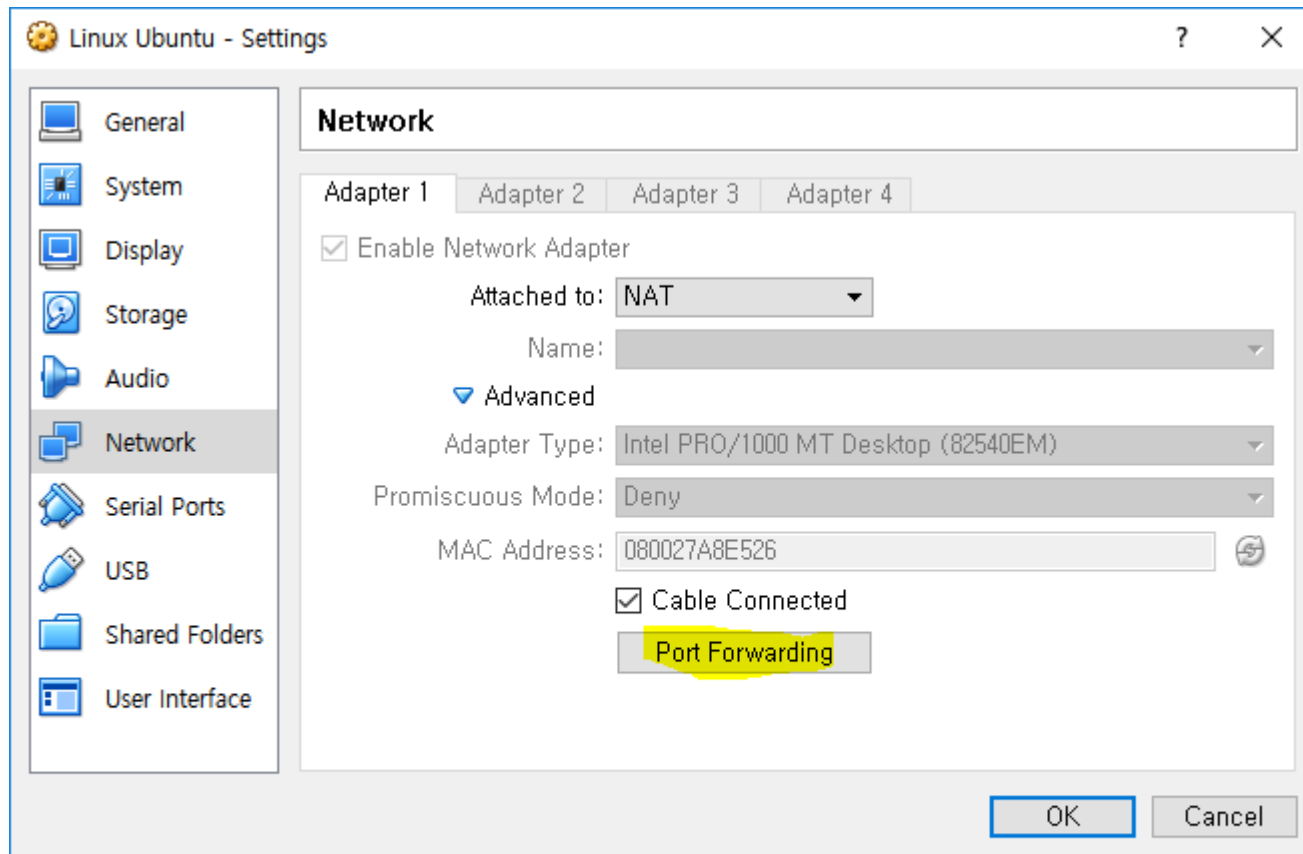 Linux Ubuntu - Settings
?
General
System
Display
Storage
Audio
Network
Serial Ports
USB
Shared Folders
User Interface
Network
Adapter 1
Adapter 2
Adapter 3
Adapter 4
Enable Network Adapter
Attached to: NAT
Name:
Advanced
Adapter Type: Intel PRO/1000 MT Desktop (82540EM)
Promiscuous Mode: Deny
MAC Address: 080027A8E526
Cable Connected
Port Forwarding
OK
Cancel